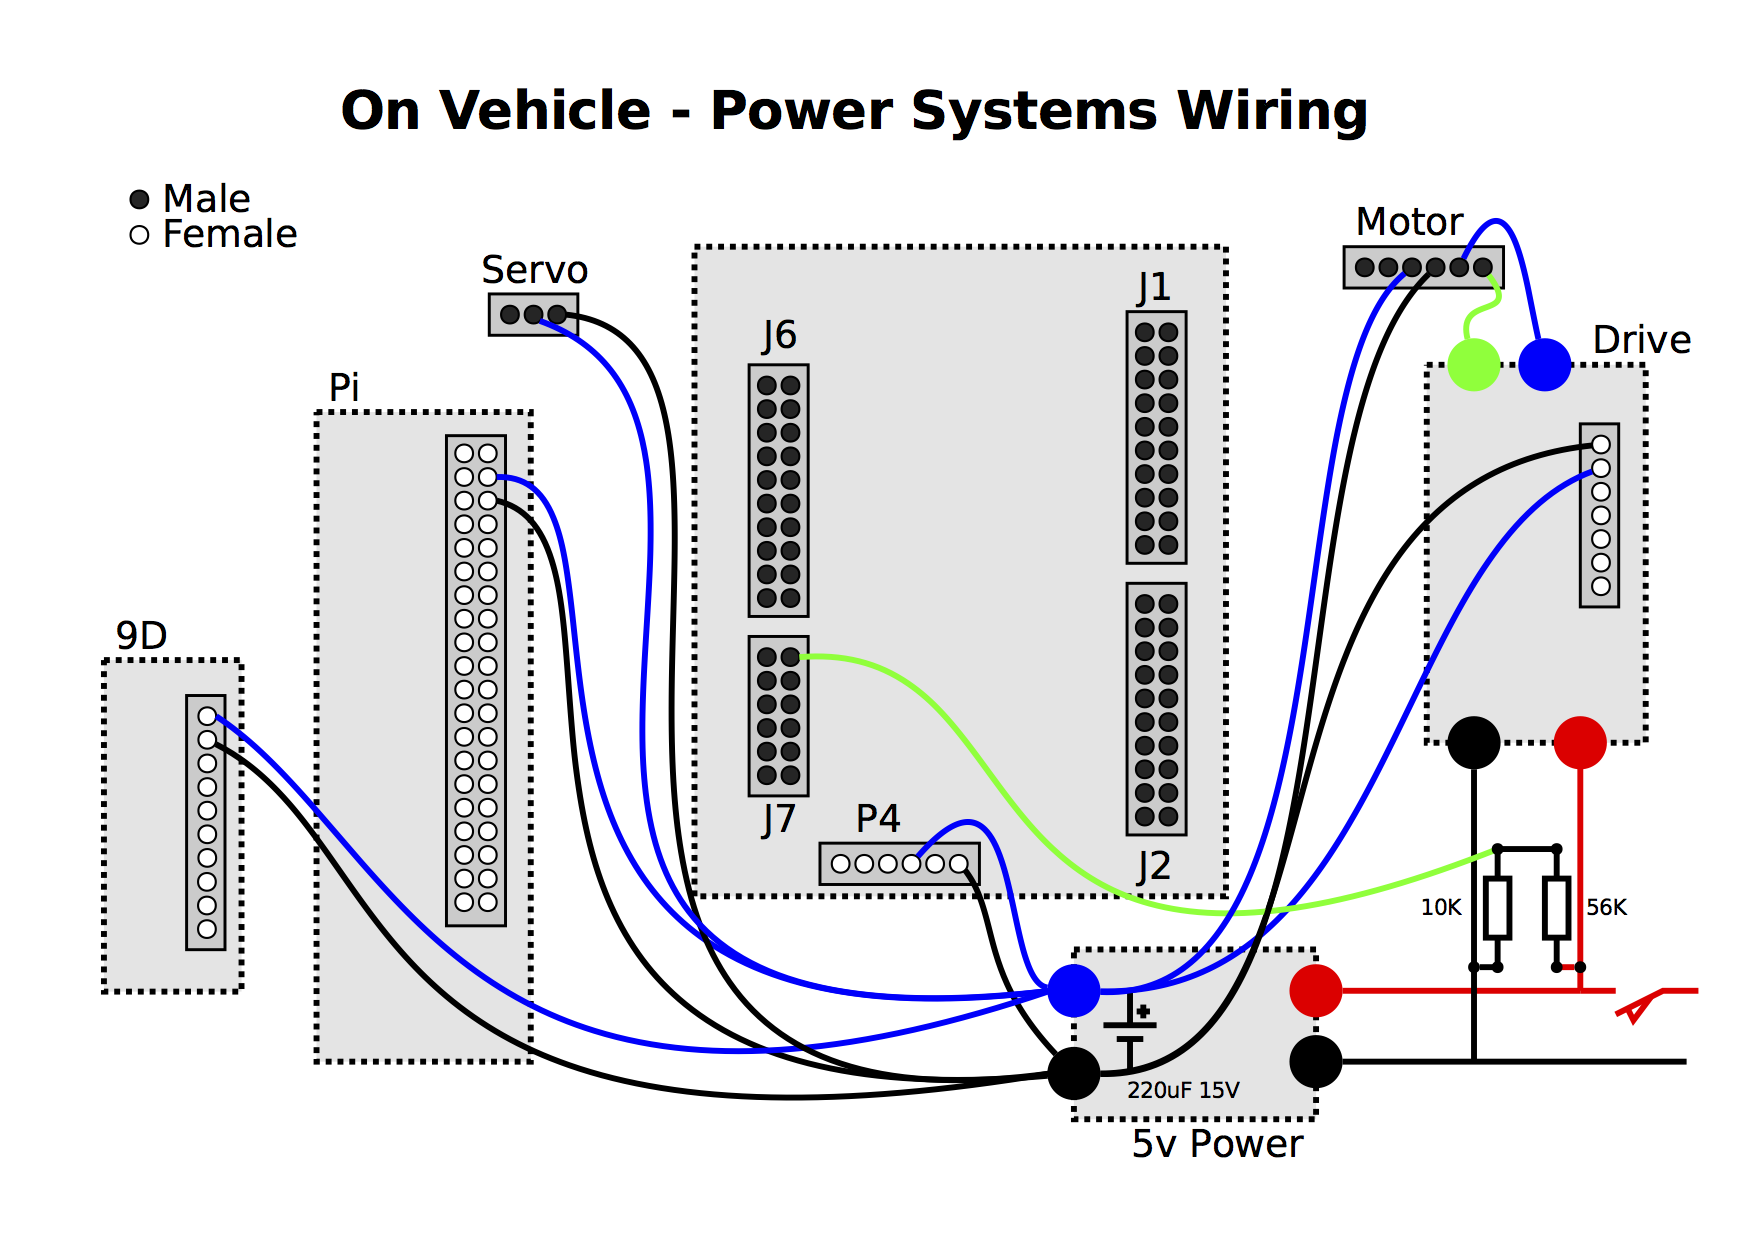 On Vehicle - Power Systems Wiring
Male
Female
Servo
Motor
J1
J6
Drive
Pi
9D
J7
P4
J2
10K
56K
220uF 15V
5v Power